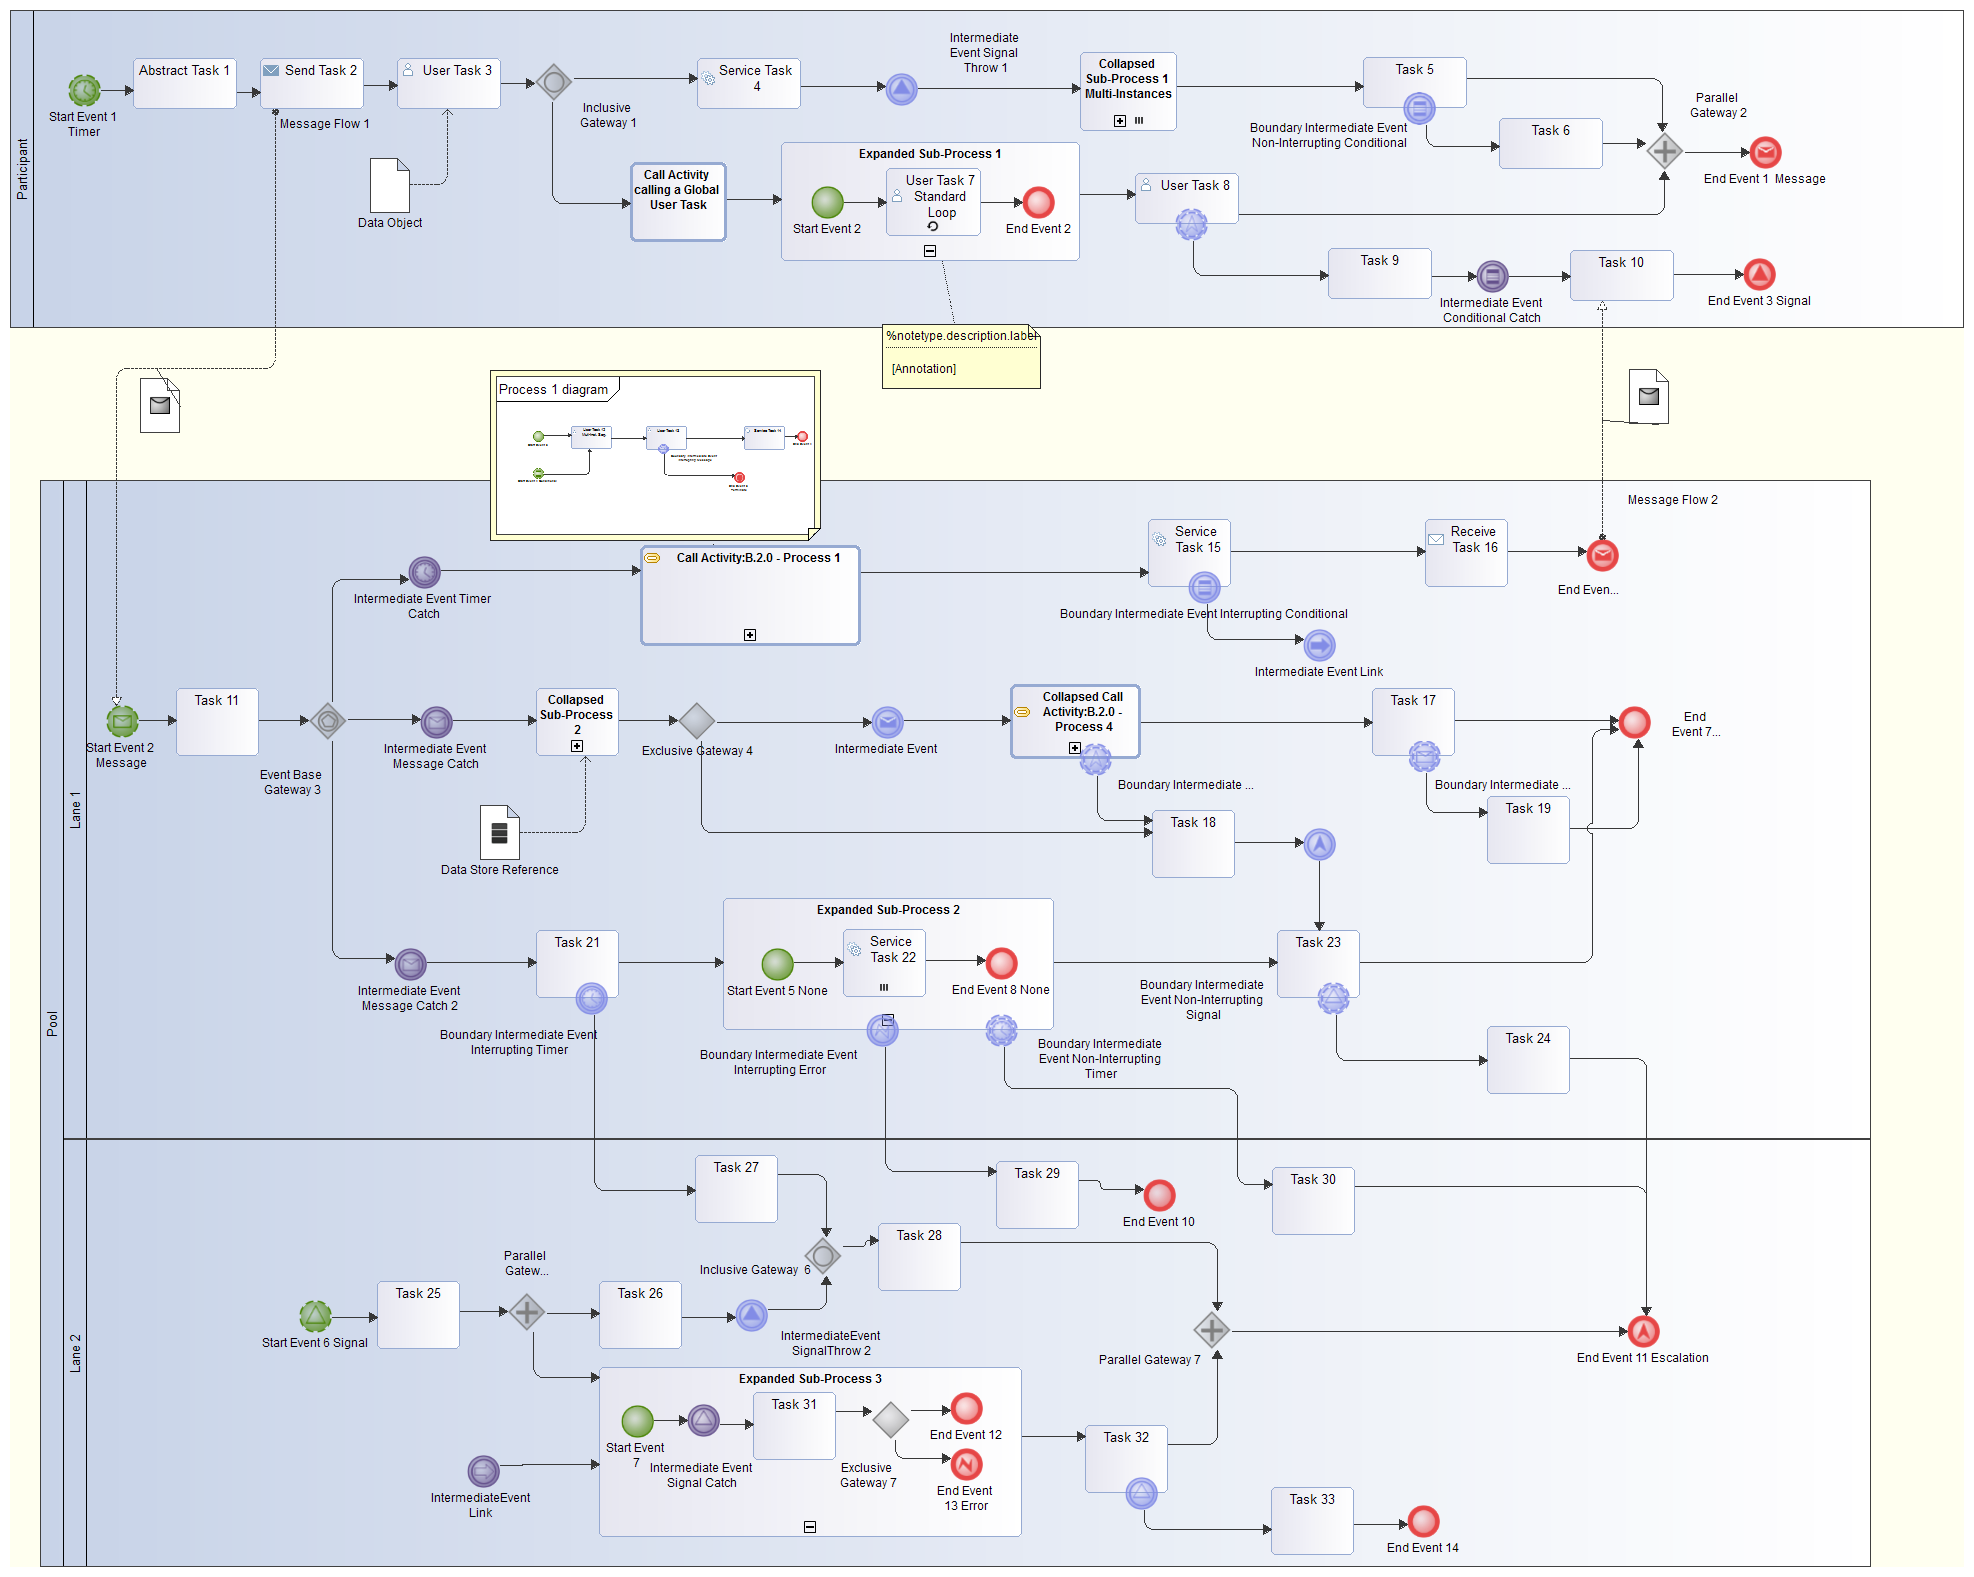 Participant
Start Event 1
Timer
Abstract Task 1
Send Task 2
Message Flow 1
User Task 3
Data Object
Inclusive
Gateway 1
Service Task
4
Intermediate
Event Signal
Throw 1
Collapsed
Sub-Process 1
Multi-Instances
Task 5
Boundary Intermediate Event
Non-Interrupting Conditional
Task 6
Parallel
Gateway 2
End Event 1 Message
Call Activity
calling a Global
User Task
Expanded Sub-Process 1
Start Event 2
User Task 7
Standard
Loop
End Event 2
User Task 8
Task 9
Intermediate Event
Conditional Catch
Task 10
End Event 3 Signal
%notetype.description.label
[Annotation]
Process 1 diagram
Message Flow 2
Pool
Lane 1
Intermediate Event Timer
Catch
Call Activity:B.2.0 - Process 1
Service
Task 15
Boundary Intermediate Event Interrupting Conditional
Intermediate Event Link
Receive
Task 16
End Even...
Start Event 2
Message
Task 11
Event Base
Gateway 3
Intermediate Event
Message Catch
Collapsed
Sub-Process
2
Data Store Reference
Exclusive Gateway 4
Intermediate Event
Collapsed Call
Activity:B.2.0 -
Process 4
Boundary Intermediate ...
Task 17
Boundary Intermediate ...
End
Event 7...
Task 18
Task 19
Intermediate Event
Message Catch 2
Task 21
Boundary Intermediate Event
Interrupting Timer
Expanded Sub-Process 2
Start Event 5 None
Service
Task 22
End Event 8 None
Boundary Intermediate Event
Interrupting Error
Boundary Intermediate
Event Non-Interrupting
Timer
Boundary Intermediate
Event Non-Interrupting
Signal
Task 23
Task 24
Lane 2
Task 27
Task 29
End Event 10
Task 30
Start Event 6 Signal
Task 25
Parallel
Gatew...
Task 26
IntermediateEvent
SignalThrow 2
Inclusive Gateway 6
Task 28
Parallel Gateway 7
End Event 11 Escalation
IntermediateEvent
Link
Expanded Sub-Process 3
Start Event
7
Intermediate Event
Signal Catch
Task 31
Exclusive
Gateway 7
End Event 12
End Event
13 Error
Task 32
Task 33
End Event 14